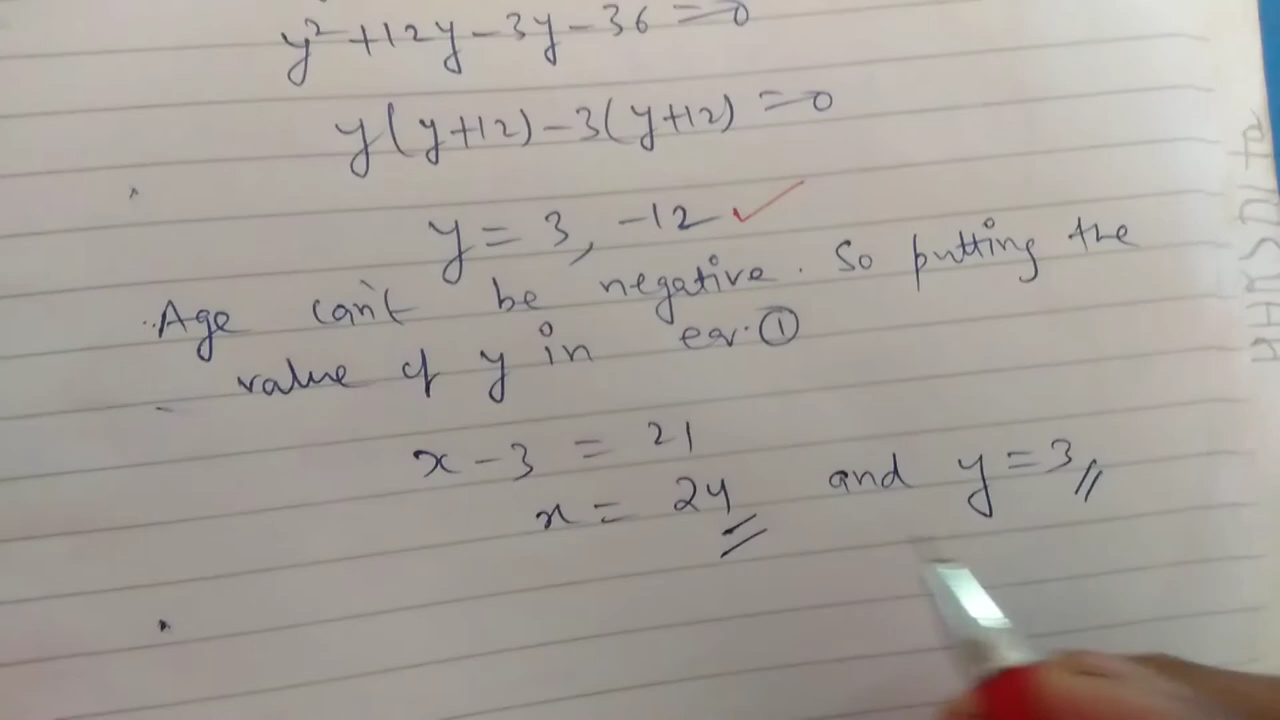 y² + 12y - 3y - 36 = 0
y(y+12) - 3(y+12) = 0
y = 3, -12
Age can't be negative. So putting the
value of y in eq. ①
x - 3 = 21
x = 24 and y = 3